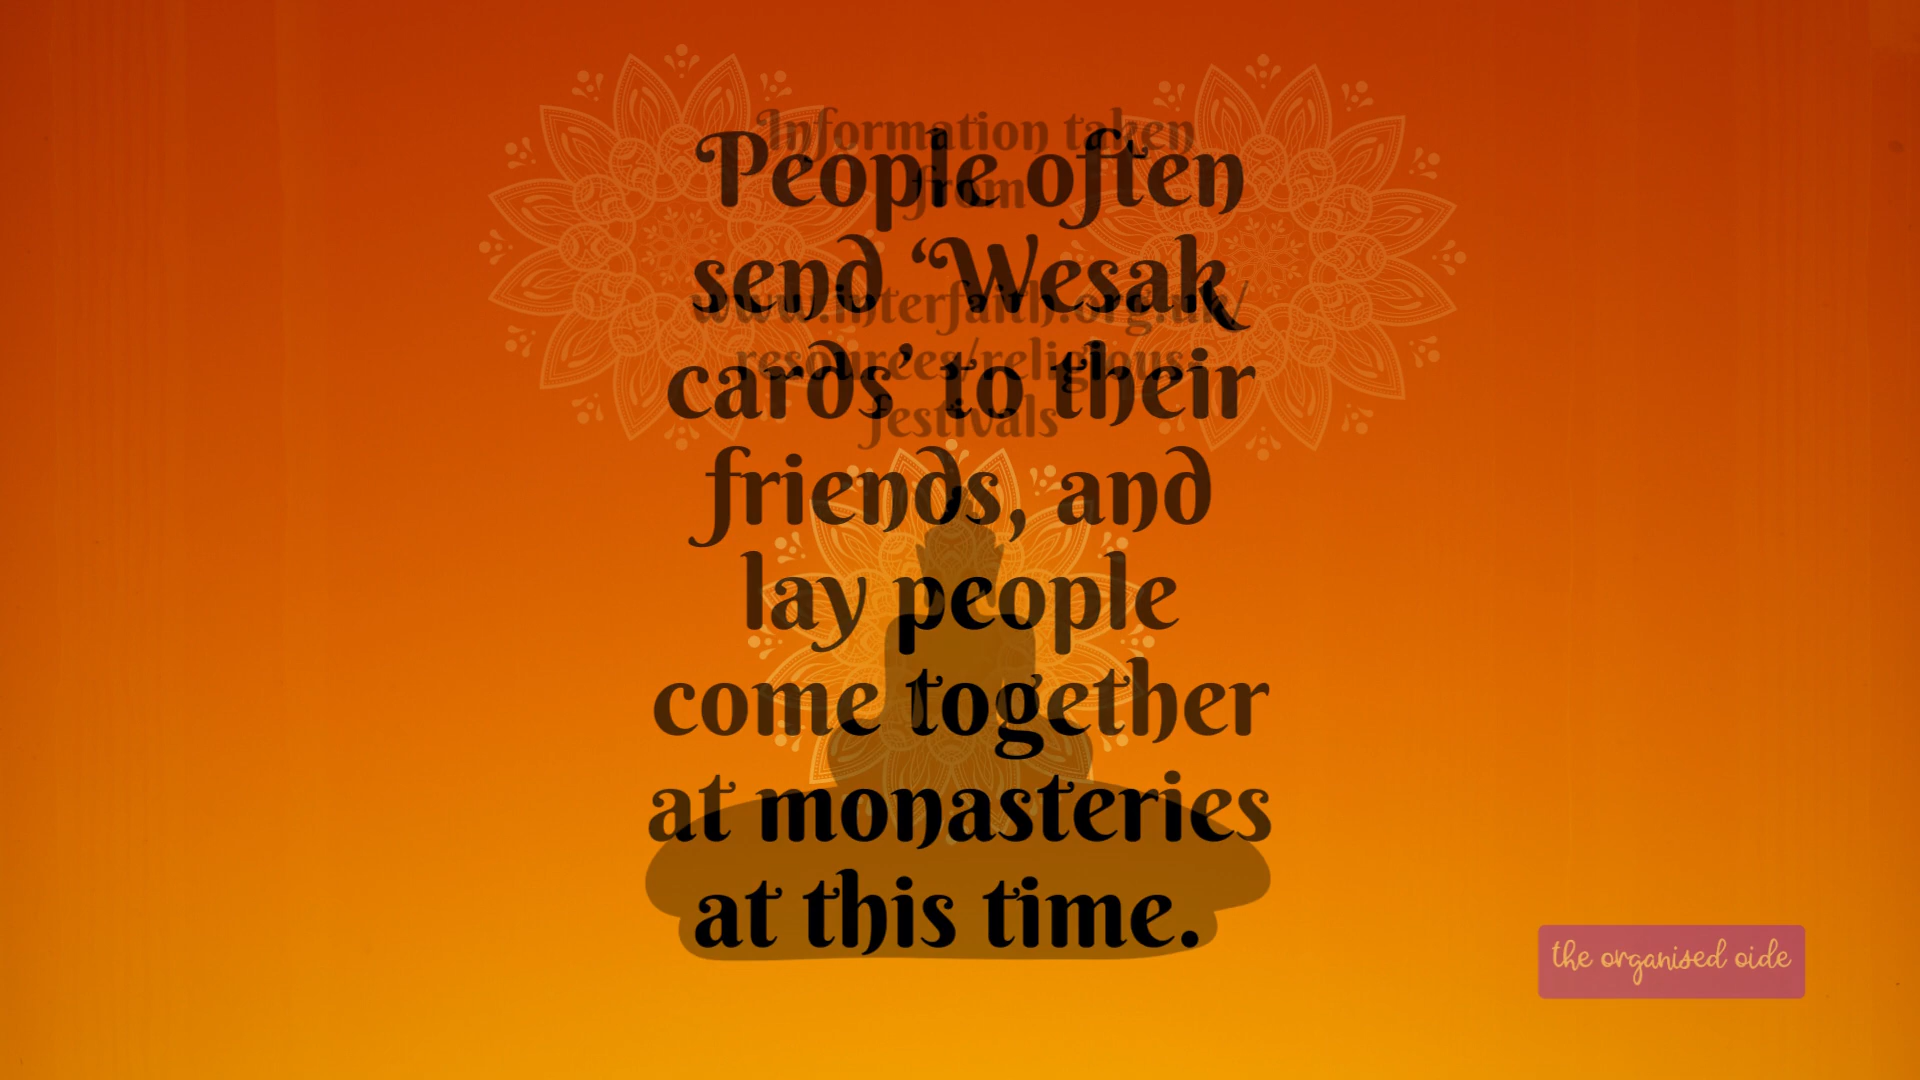 People often
send ‘Wesak
cards’ to their
friends, and
lay people
come together
at monasteries
at this time.
Information taken
from
www.interfaith.org.uk/
resources/religious-
festivals
the organised oide